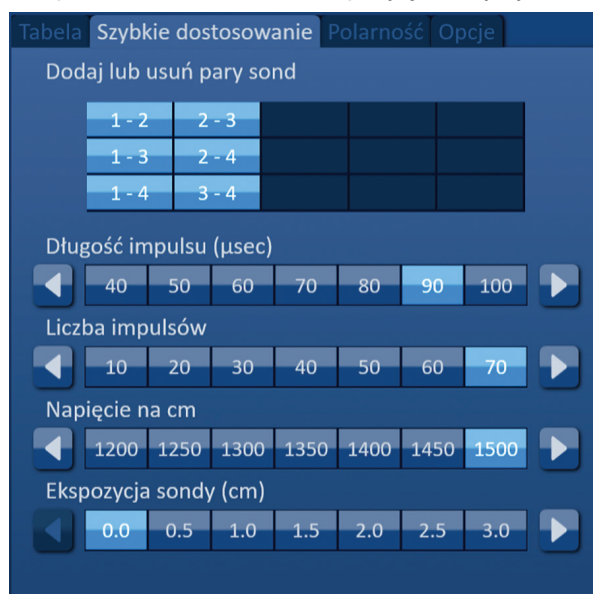 Tabela Szybkie dostosowanie Polarność Opcje
Dodaj lub usuń pary sond
1 - 2 2 - 3
1 - 3 2 - 4
1 - 4 3 - 4
Długość impulsu (μsec)
40 50 60 70 80 90 100
Liczba impulsów
10 20 30 40 50 60 70
Napięcie na cm
1200 1250 1300 1350 1400 1450 1500
Ekspozycja sondy (cm)
0.0 0.5 1.0 1.5 2.0 2.5 3.0